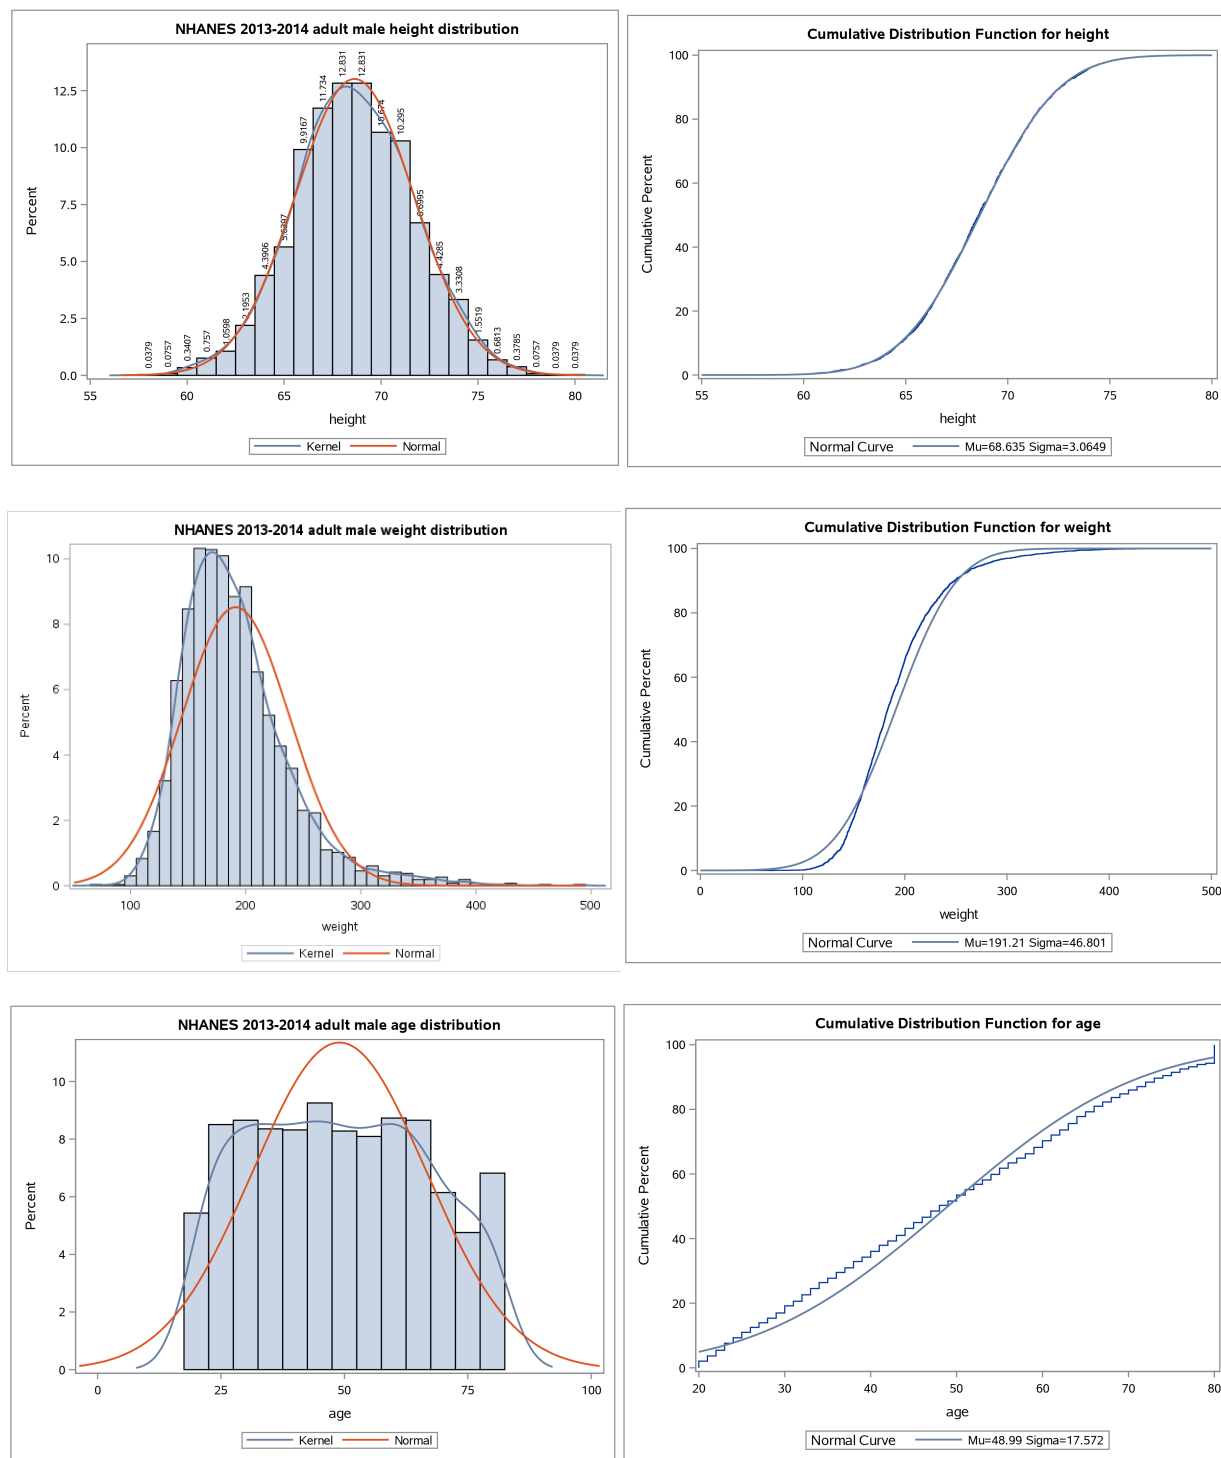 NHANES 2013-2014 adult male height distribution
Percent
12.5
10.0
7.5
5.0
2.5
0.0
0.0379
0.0757
0.3407
0.757
1.0598
2.1953
4.3906
5.6397
9.9167
11.734
12.831
12.831
10.674
10.295
6.6995
4.4285
3.3308
1.5519
0.6813
0.3785
0.0757
0.0379
0.0379
55 60 65 70 75 80
height
Kernel Normal
Cumulative Distribution Function for height
Cumulative Percent
100
80
60
40
20
0
55 60 65 70 75 80
height
Normal Curve Mu=68.635 Sigma=3.0649
NHANES 2013-2014 adult male weight distribution
Percent
10
8
6
4
2
0
100 200 300 400 500
weight
Kernel Normal
Cumulative Distribution Function for weight
Cumulative Percent
100
80
60
40
20
0
0 100 200 300 400 500
weight
Normal Curve Mu=191.21 Sigma=46.801
NHANES 2013-2014 adult male age distribution
Percent
10
8
6
4
2
0
0 25 50 75 100
age
Kernel Normal
Cumulative Distribution Function for age
Cumulative Percent
100
80
60
40
20
0
20 30 40 50 60 70 80
age
Normal Curve Mu=48.99 Sigma=17.572